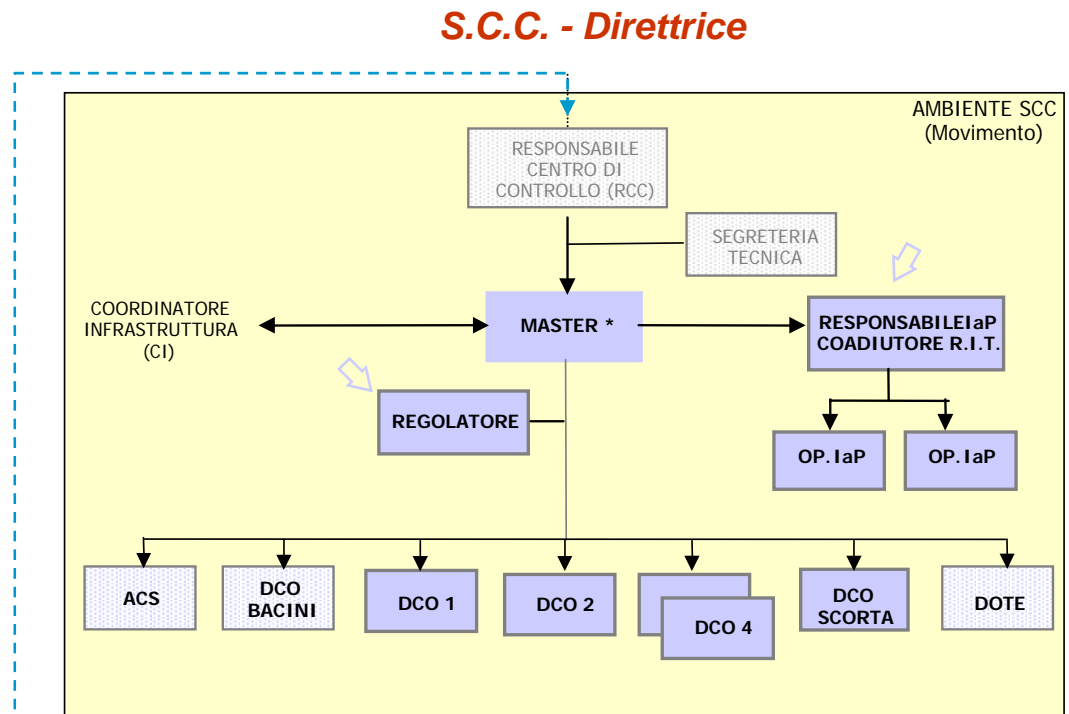 S.C.C. - Direttrice
AMBIENTE SCC
(Movimento)
RESPONSABILE
CENTRO DI
CONTROLLO (RCC)
SEGRETERIA
TECNICA
COORDINATORE
INFRASTRUTTURA
(CI)
MASTER *
RESPONSABILEIaP
COADIUTORE R.I.T.
REGOLATORE
OP. IaP
OP. IaP
ACS
DCO
BACINI
DCO 1
DCO 2
DCO 4
DCO
SCORTA
DOTE